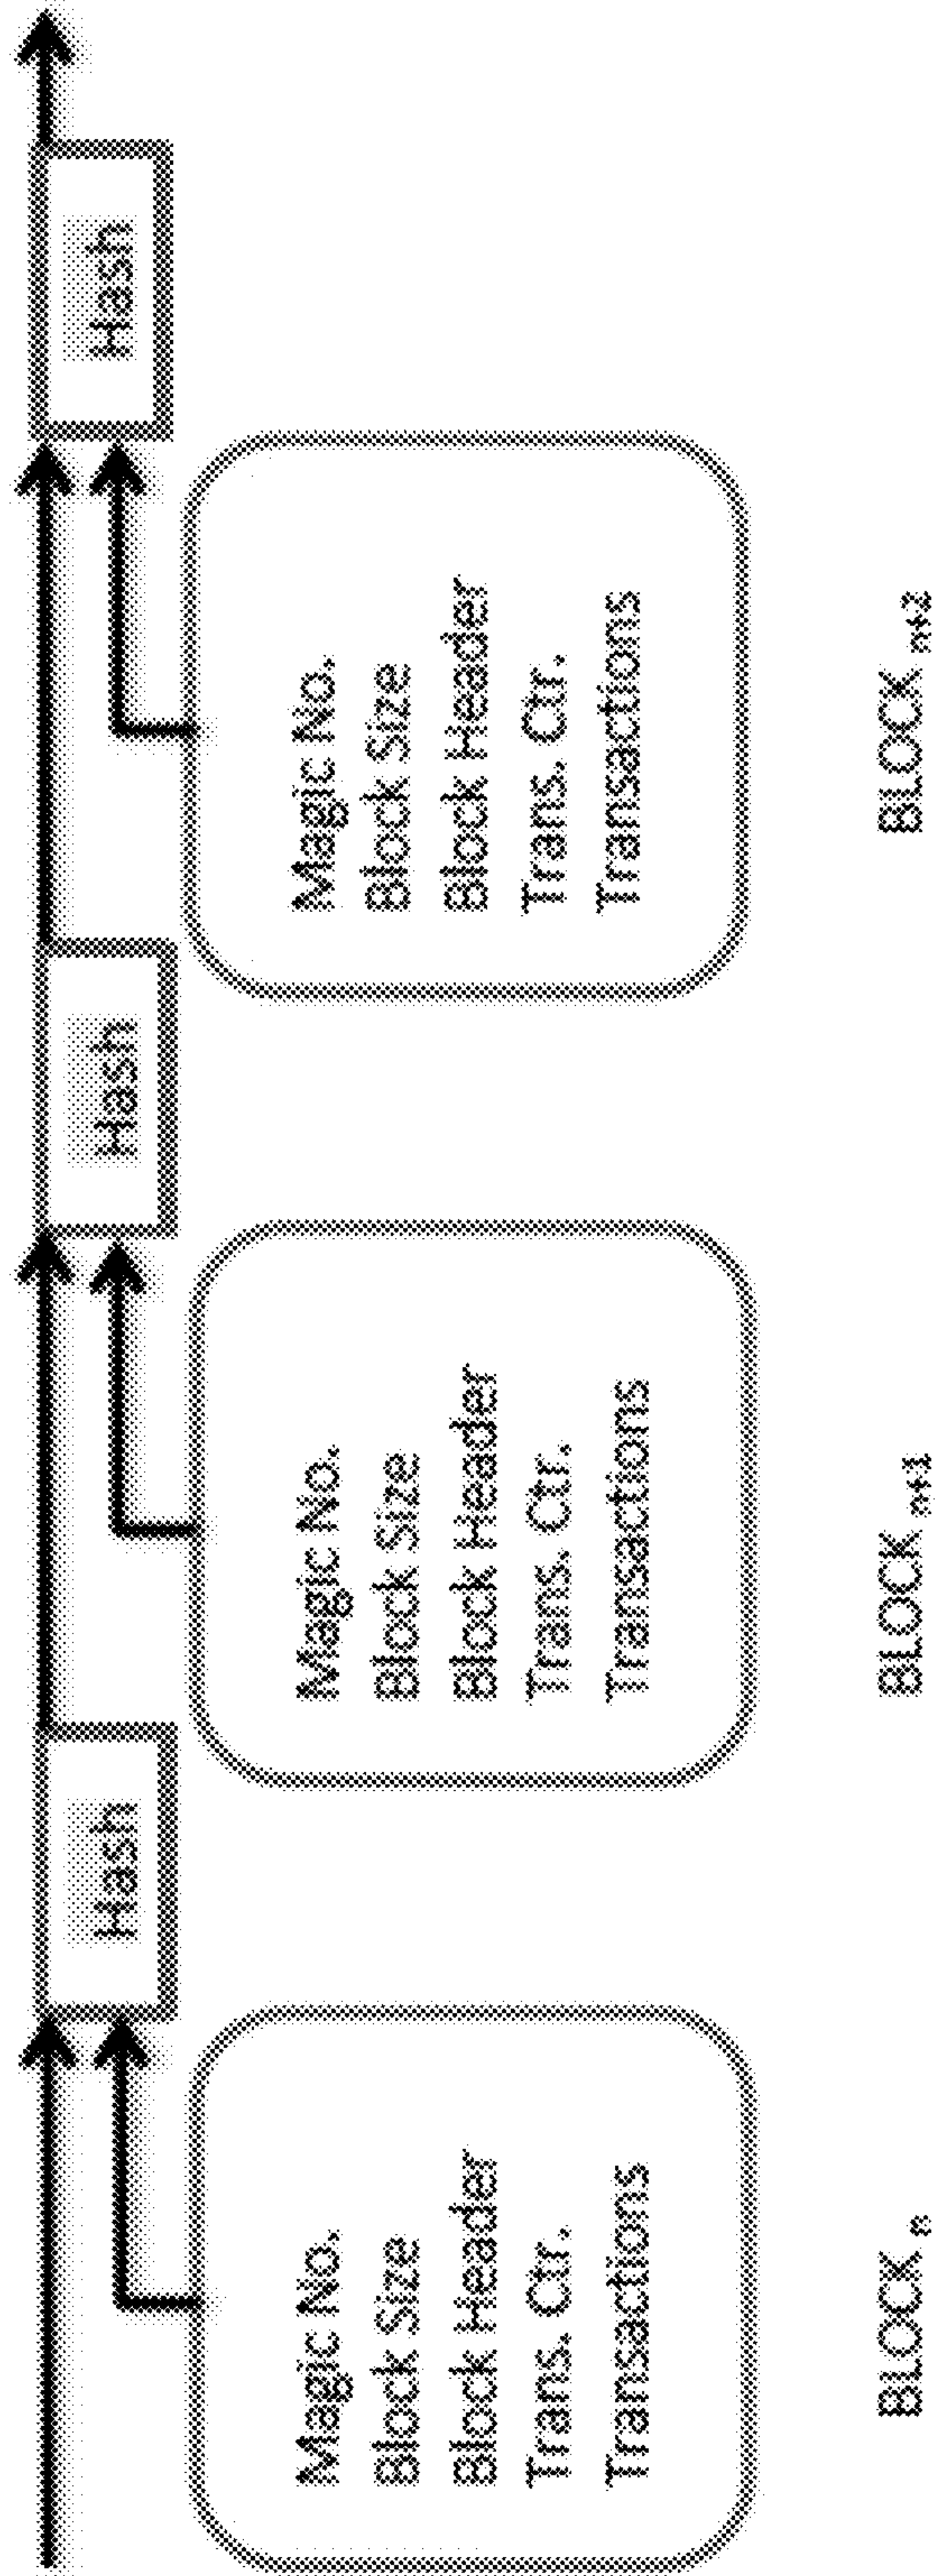 Hash
Hash
Hash
Magic No.
Block Size
Block Header
Trans. Ctr.
Transactions
BLOCK n
Magic No.
Block Size
Block Header
Trans. Ctr.
Transactions
BLOCK n+1
Magic No.
Block Size
Block Header
Trans. Ctr.
Transactions
BLOCK n+2